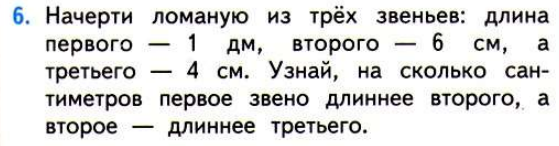 6. Начерти ломаную из трёх звеньев: длина
первого — 1 дм, второго — 6 см, а
третьего — 4 см. Узнай, на сколько сан-
тиметров первое звено длиннее второго, а
второе — длиннее третьего.